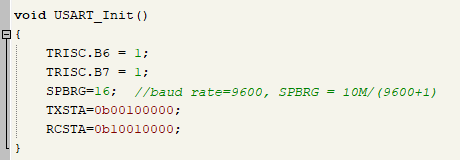 void USART_Init()
{
TRISC.B6 = 1;
TRISC.B7 = 1;
SPBRG=16; //baud rate=9600, SPBRG = 10M/(9600+1)
TXSTA=0b00100000;
RCSTA=0b10010000;
}